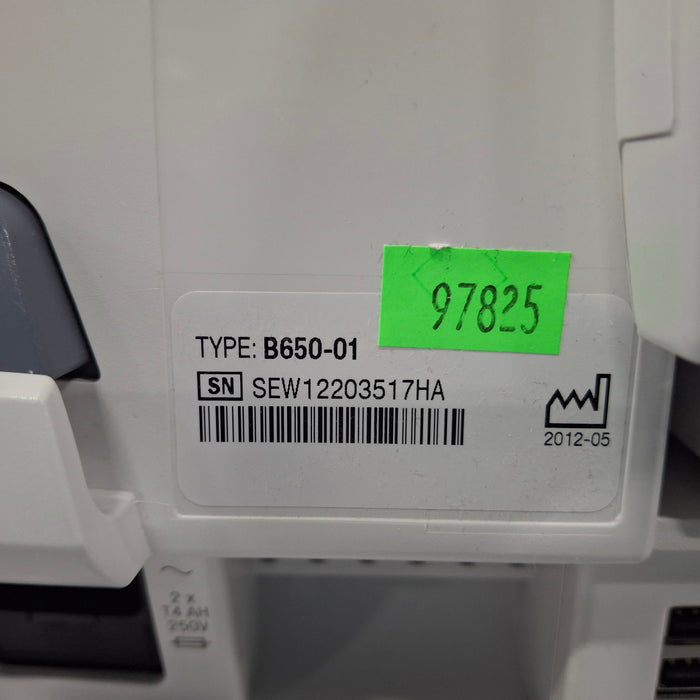 97825
TYPE: B650-01
SN SEW12203517HA
2012-05
2 x
T4 AH
250V